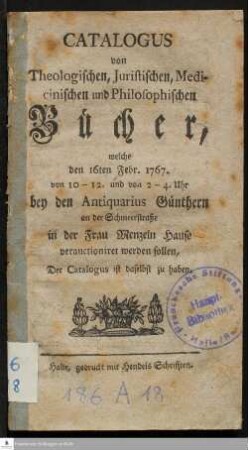 CATALOGUS
von
Theologischen, Juristischen, Medi-
cinischen und Philosophischen
Bücher,
welche
den 16ten Febr. 1767.
von 10 - 12. und von 2 - 4. Uhr
bey den Antiquarius Günthern
an der Schmeerstraße
in der Frau Menzeln Hause
verauctioniret werden sollen,
Der Catalogus ist daselbst zu haben.
Franckesche Stiftung
Haupt-
Bibliothek
Halle, gedruckt mit Hendels Schriften.
6
8
186 A 13